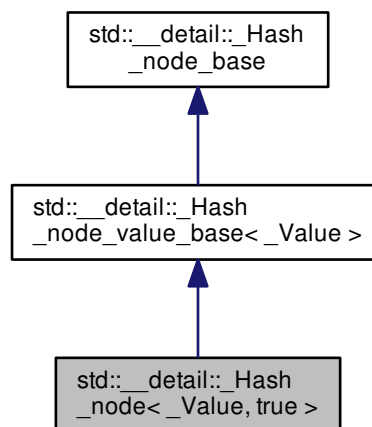 std::__detail::_Hash
_node_base
std::__detail::_Hash
_node_value_base< _Value >
std::__detail::_Hash
_node< _Value, true >